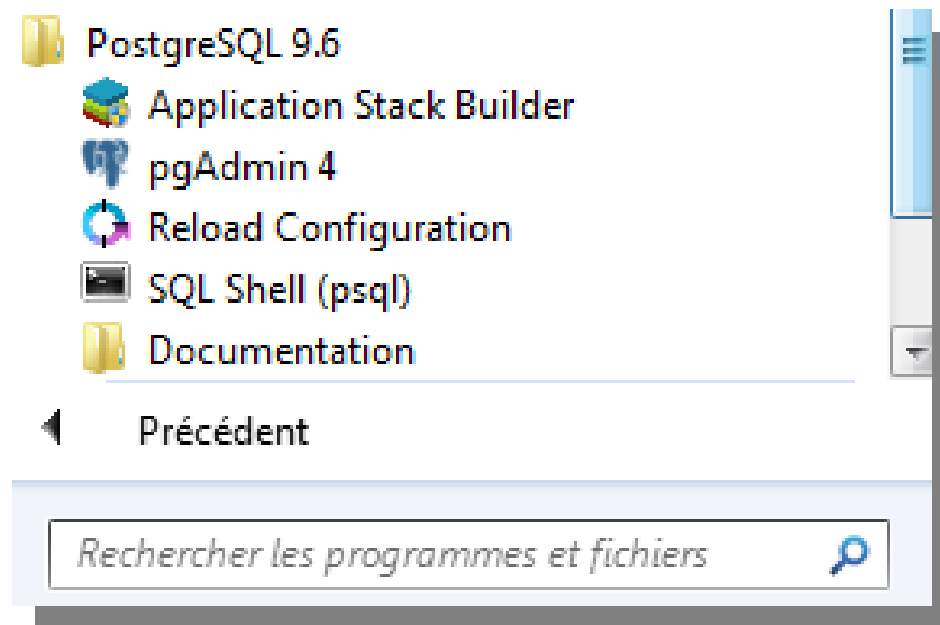 PostgreSQL 9.6
Application Stack Builder
pgAdmin 4
Reload Configuration
SQL Shell (psql)
Documentation
Précédent
Rechercher les programmes et fichiers